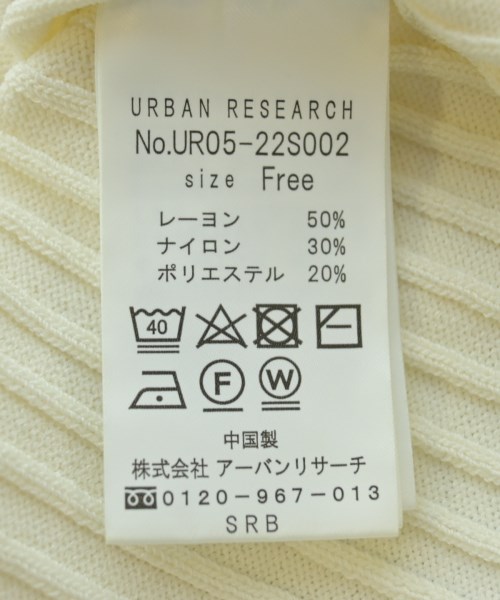 URBAN RESEARCH
No.UR05-22S002
size Free
レーヨン 50%
ナイロン 30%
ポリエステル 20%
40
F W
中国製
株式会社 アーバンリサーチ
0120-967-013
SRB